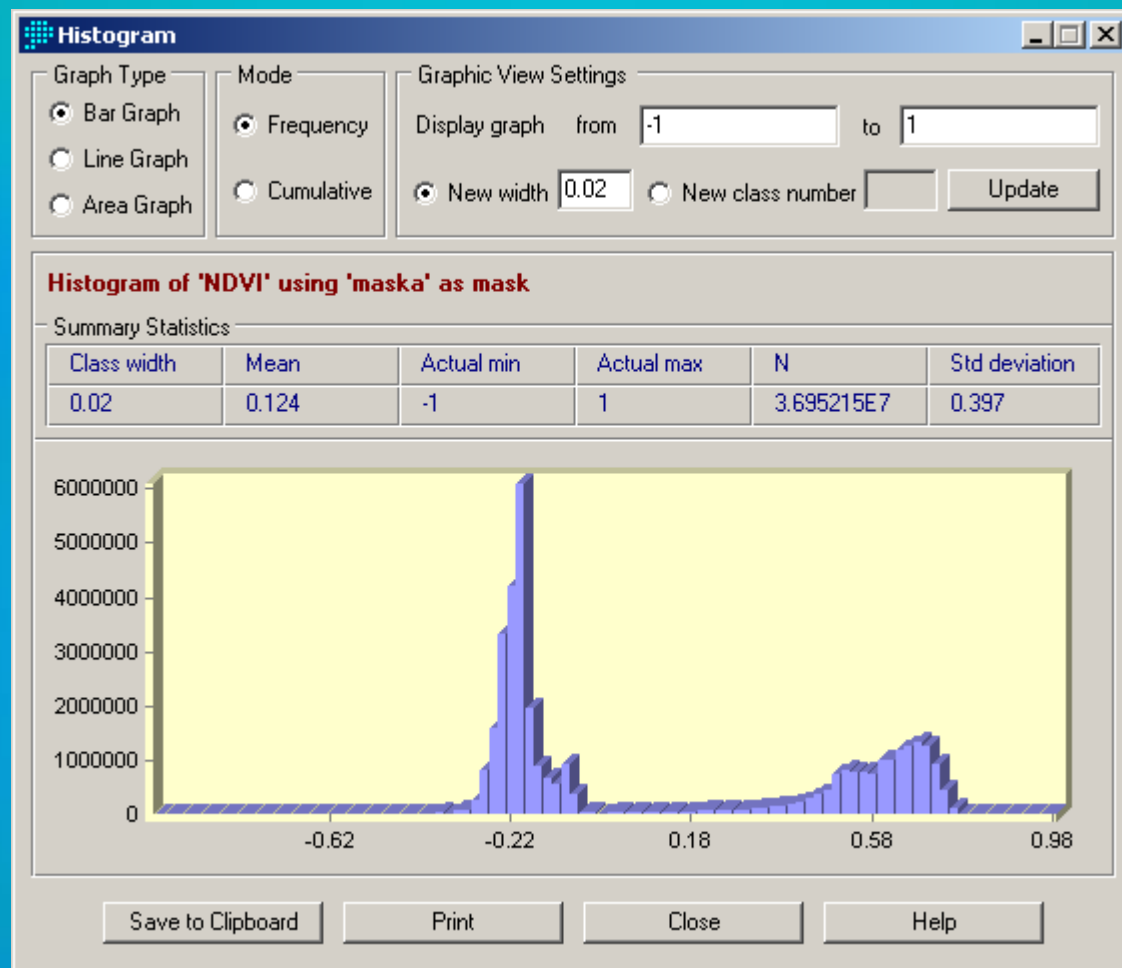 Histogram
Graph Type
Bar Graph
Line Graph
Area Graph
Mode
Frequency
Cumulative
Graphic View Settings
Display graph from -1 to 1
New width 0.02 New class number Update
Histogram of 'NDVI' using 'maska' as mask
Summary Statistics
Class width Mean Actual min Actual max N Std deviation
0.02 0.124 -1 1 3.695215E7 0.397
6000000
5000000
4000000
3000000
2000000
1000000
0
-0.62 -0.22 0.18 0.58 0.98
Save to Clipboard Print Close Help